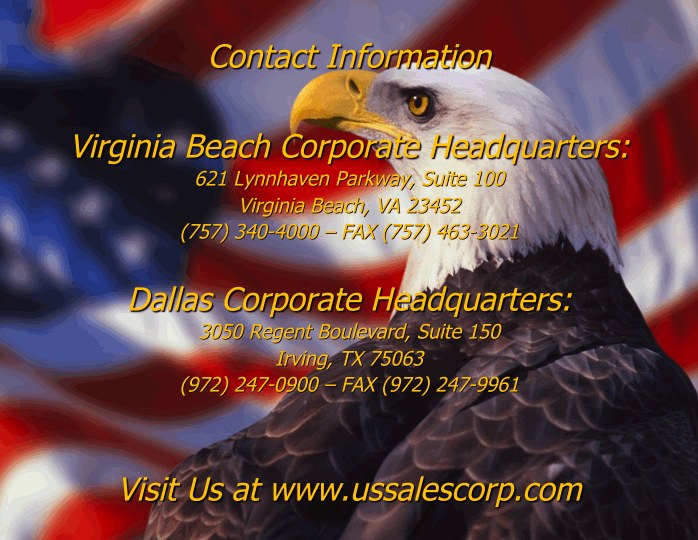 Contact Information
Virginia Beach Corporate Headquarters:
621 Lynnhaven Parkway, Suite 100
Virginia Beach, VA 23452
(757) 340-4000 – FAX (757) 463-3021
Dallas Corporate Headquarters:
3050 Regent Boulevard, Suite 150
Irving, TX 75063
(972) 247-0900 – FAX (972) 247-9961
Visit Us at www.ussalescorp.com